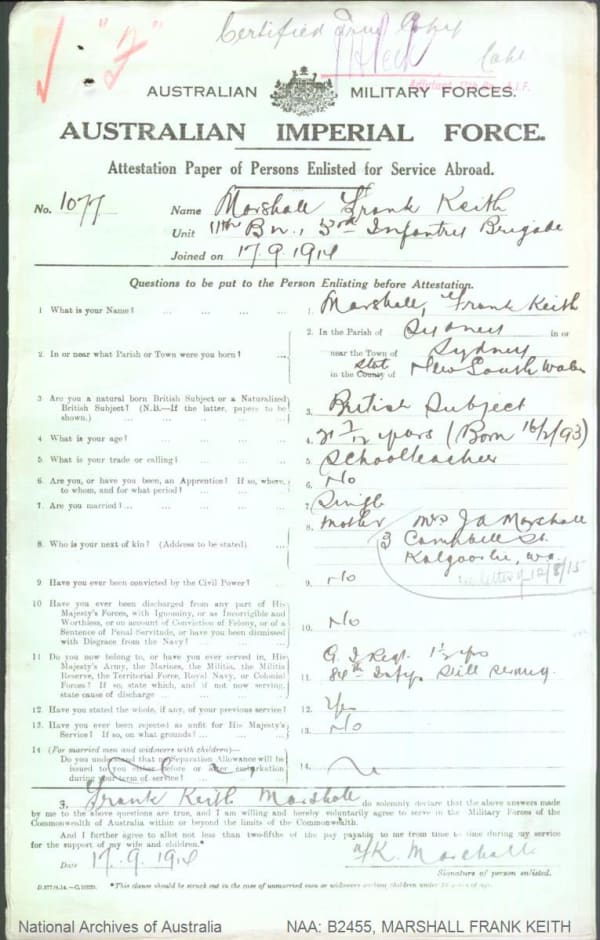 Certified True Copy
Adjutant A.I.F.
AUSTRALIAN MILITARY FORCES.
AUSTRALIAN IMPERIAL FORCE.
Attestation Paper of Persons Enlisted for Service Abroad.
No. 1077 Name Marshall Frank Keith
Unit 11th Bn., 3rd Infantry Brigade
Joined on 17 9 1914
Questions to be put to the Person Enlisting before Attestation.
1 What is your Name? ... ... ... ... 1. Marshall, Frank Keith
2. In or near what Parish or Town were you born? ... ... 2. In the Parish of Sydney in or
near the Town of Sydney
State in the County of New South Wales
3 Are you a natural born British Subject or a Naturalized
British Subject? (N.B.—If the latter, papers to be
shown.) ... ... ... ... 3. British Subject
4. What is your age? ... ... ... ... 4. 21 7/12 years (Born 16/2/93)
5. What is your trade or calling? ... ... ... 5. Schoolteacher
6. Are you, or have you been, an Apprentice? If so, where,
to whom, and for what period? ... ... ... 6. No
7. Are you married? ... ... ... ... 7. Single
8. Who is your next of kin? (Address to be stated) ... ... 8. Mother Mrs J A Marshall
3 Campbell St.
Kalgoorlie, WA.
letter of 12/8/15
9 Have you ever been convicted by the Civil Power? ... 9. No
10 Have you ever been discharged from any part of His
Majesty's Forces, with Ignominy, or as Incorrigible and
Worthless, or on account of Conviction of Felony, or of a
Sentence of Penal Servitude, or have you been dismissed
with Disgrace from the Navy? ... ... 10. No
11 Do you now belong to, or have you ever served in, His
Majesty's Army, the Marines, the Militia, the Militia
Reserve, the Territorial Force, Royal Navy, or Colonial
Forces? If so, state which, and if not now serving,
state cause of discharge ... ... ... 11. G. I Regt. 1½ yrs
84th Infty Still serving.
12. Have you stated the whole, if any, of your previous service? 12. Yes
13. Have you ever been rejected as unfit for His Majesty's
Service? If so, on what grounds? ... ... 13. No
14 (For married men and widowers with children)—
Do you understand that no Separation Allowance will be
issued to you either before or after embarkation
during your term of service? ... ... 14.
I, Frank Keith Marshall do solemnly declare that the above answers made
by me to the above questions are true, and I am willing and hereby voluntarily agree to serve in the Military Forces of the
Commonwealth of Australia within or beyond the limits of the Commonwealth.
And I further agree to allot not less than two-fifths of the pay payable to me from time to time during my service
for the support of my wife and children.*
Date 17.9.1914 F.K. Marshall
Signature of person enlisted.
*This clause should be struck out in the case of unmarried men or widowers without children under
National Archives of Australia NAA: B2455, MARSHALL FRANK KEITH